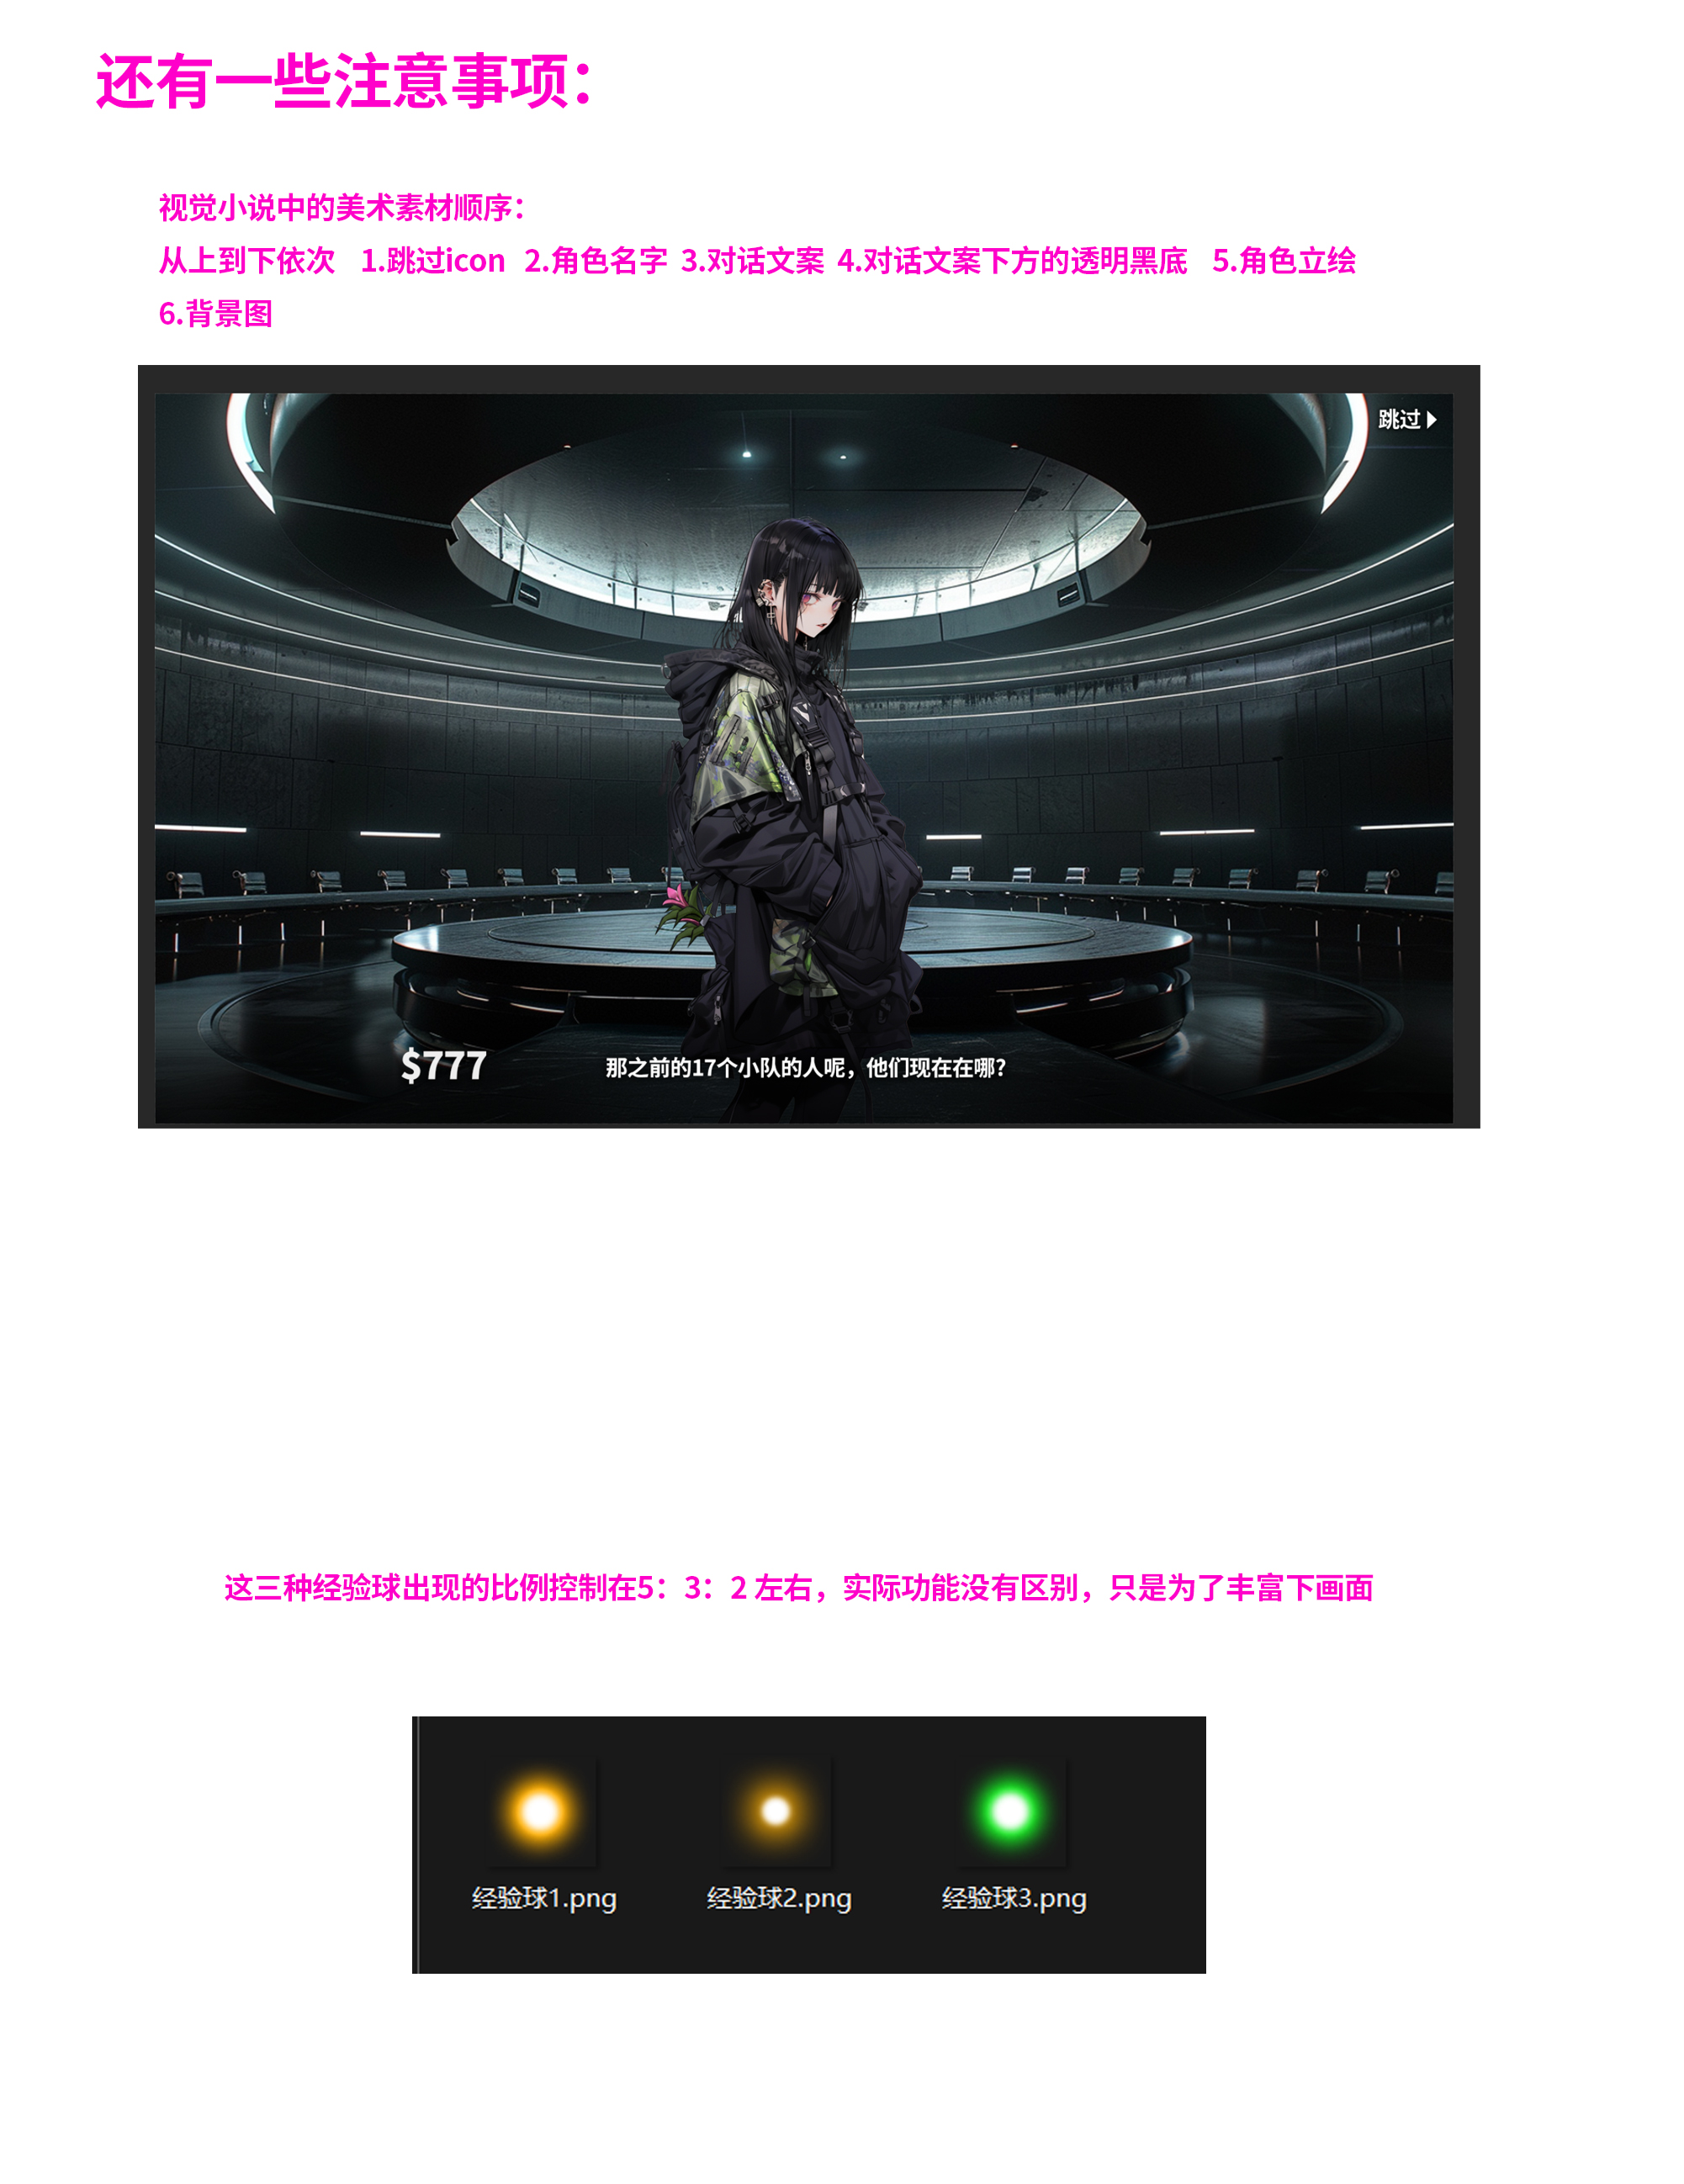 还有一些注意事项：
视觉小说中的美术素材顺序：
从上到下依次 1.跳过icon 2.角色名字 3.对话文案 4.对话文案下方的透明黑底 5.角色立绘
6.背景图
跳过
$777
那之前的17个小队的人呢，他们现在在哪?
这三种经验球出现的比例控制在5：3：2 左右，实际功能没有区别，只是为了丰富下画面
经验球1.png
经验球2.png
经验球3.png